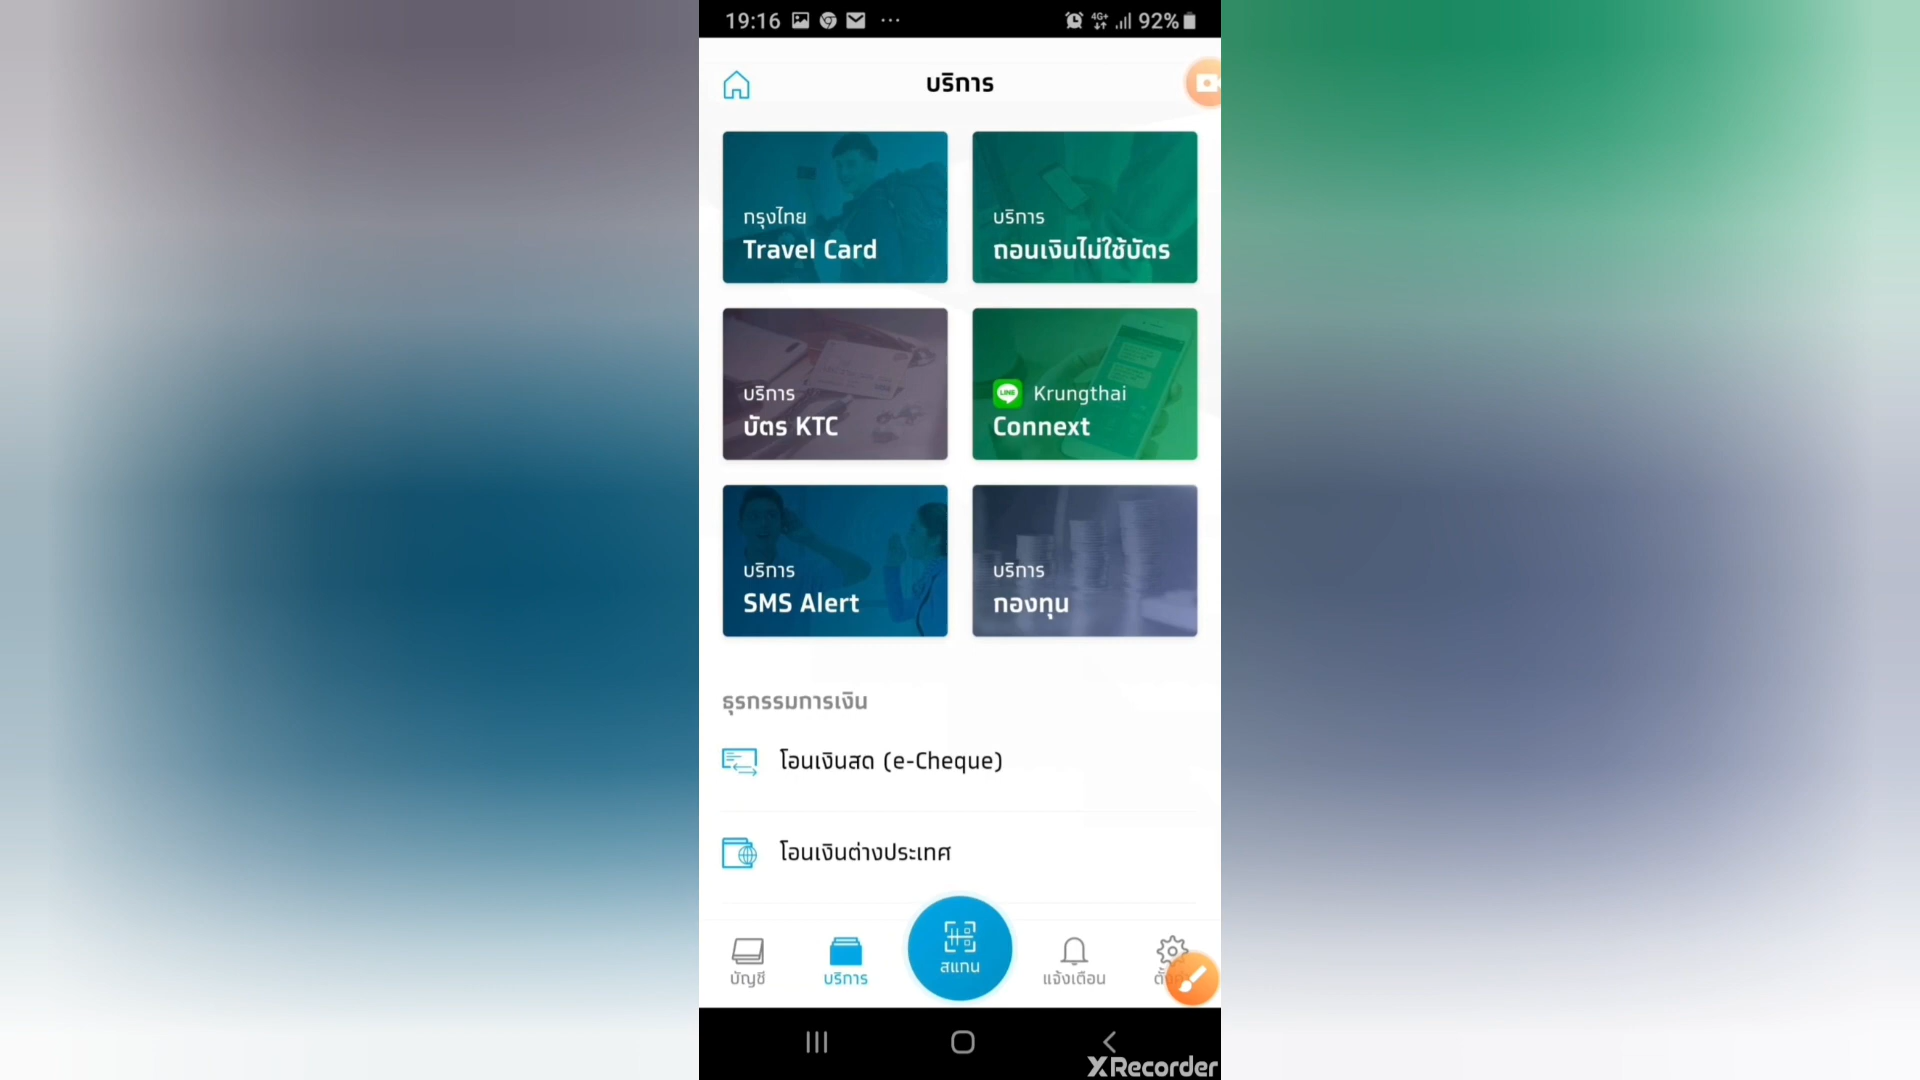 19:16 ... 4G+ 92%
บริการ
กรุงไทย
Travel Card
บริการ
ถอนเงินไม่ใช้บัตร
บริการ
บัตร KTC
LINE Krungthai
Connext
บริการ
SMS Alert
บริการ
กองทุน
ธุรกรรมการเงิน
โอนเงินสด (e-Cheque)
โอนเงินต่างประเทศ
บัญชี
บริการ
สแกน
แจ้งเตือน
XRecorder